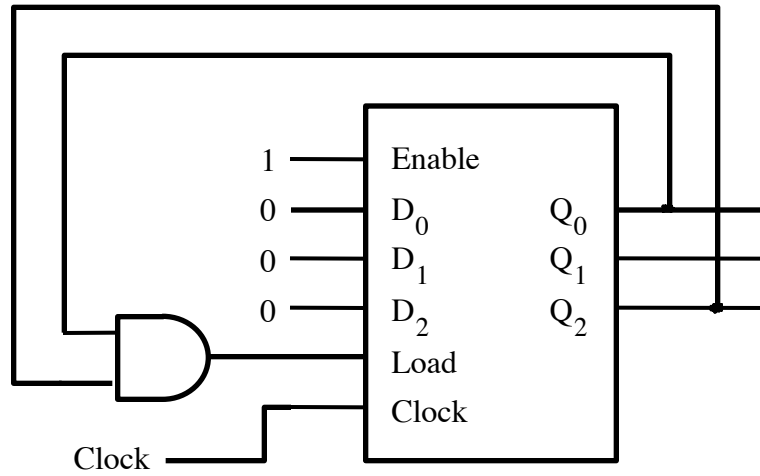 1 Enable
0 D0 Q0
0 D1 Q1
0 D2 Q2
Load
Clock
Clock